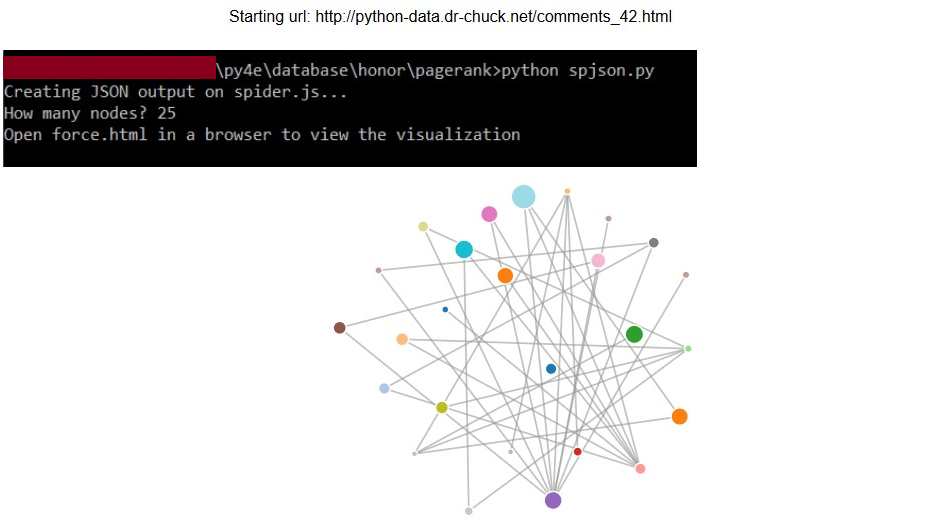 Starting url: http://python-data.dr-chuck.net/comments_42.html
\py4e\database\honor\pagerank>python spjson.py
Creating JSON output on spider.js...
How many nodes? 25
Open force.html in a browser to view the visualization